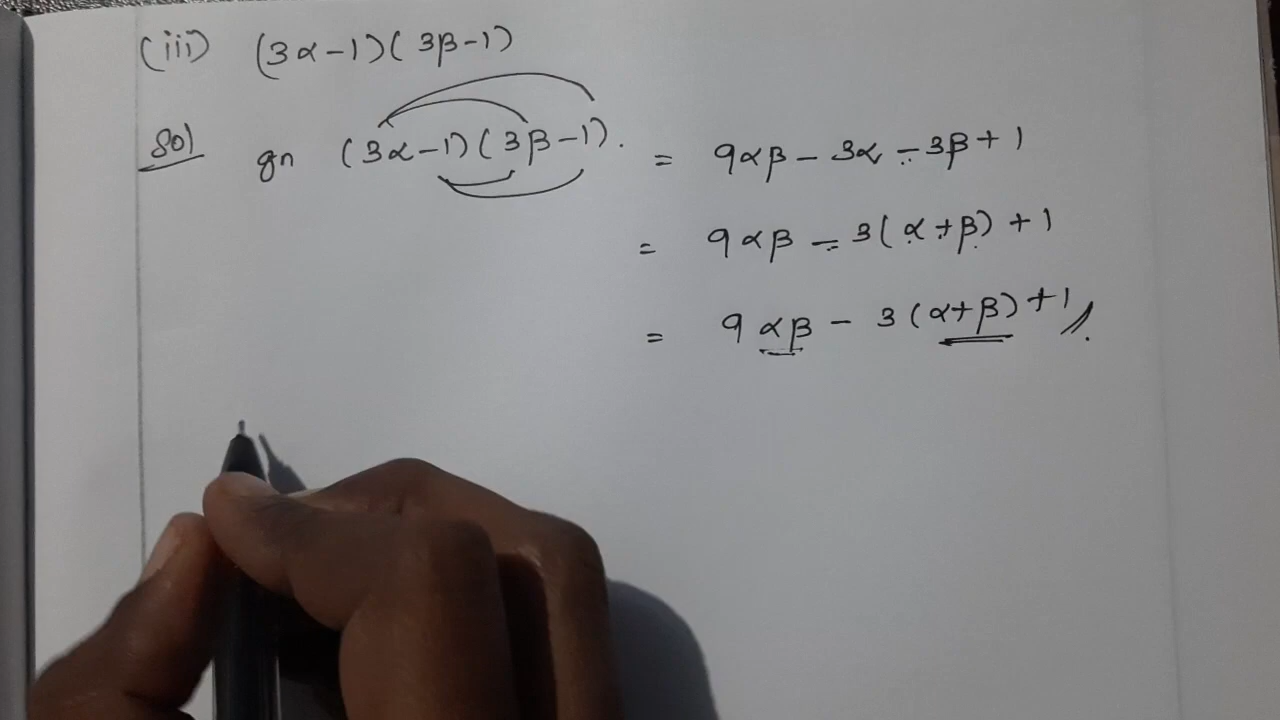 (iii) (3α-1)(3β-1)
Sol gn (3α-1)(3β-1). = 9αβ - 3α - 3β + 1
= 9αβ - 3(α+β) + 1
= 9αβ - 3(α+β) + 1 //.